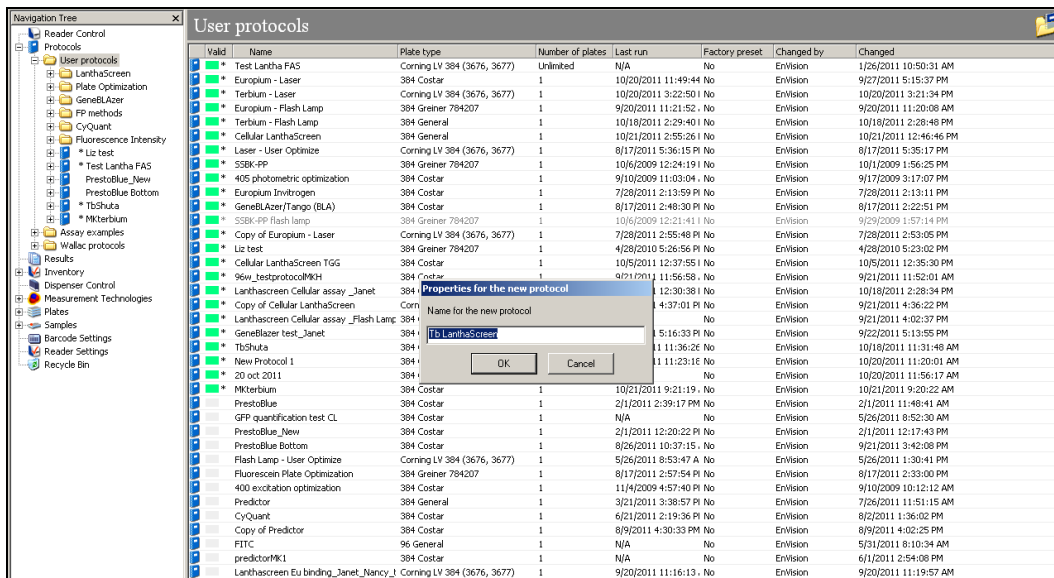 Navigation Tree
Reader Control
Protocols
User protocols
LanthaScreen
Plate Optimization
GeneBLAzer
FP methods
CyQuant
Fluorescence Intensity
* Liz test
* Test Lantha FAS
PrestoBlue_New
PrestoBlue Bottom
* TbShuta
* MKterbium
Assay examples
Wallac protocols
Results
Inventory
Dispenser Control
Measurement Technologies
Plates
Samples
Barcode Settings
Reader Settings
Recycle Bin
User protocols
Valid Name Plate type Number of plates Last run Factory preset Changed by Changed
* Test Lantha FAS Corning LV 384 (3676, 3677) Unlimited N/A No EnVision 1/26/2011 10:50:31 AM
* Europium - Laser 384 Costar 1 10/20/2011 11:49:44 No EnVision 9/27/2011 5:15:37 PM
* Terbium - Laser Corning LV 384 (3676, 3677) 1 10/20/2011 3:22:50 No EnVision 10/20/2011 3:21:34 PM
* Europium - Flash Lamp 384 Greiner 784207 1 9/20/2011 11:21:52 . No EnVision 9/20/2011 11:20:08 AM
* Terbium - Flash Lamp 384 General 1 10/18/2011 2:29:40 No EnVision 10/18/2011 2:28:48 PM
* Cellular LanthaScreen 384 General 1 10/21/2011 2:55:26 No EnVision 10/21/2011 12:46:46 PM
* Laser - User Optimize Corning LV 384 (3676, 3677) 1 8/17/2011 5:36:15 PI No EnVision 8/17/2011 5:35:17 PM
* SSBK-PP 384 Greiner 784207 1 10/6/2009 12:24:19 No EnVision 10/1/2009 1:56:25 PM
* 405 photometric optimization 384 Costar 1 9/10/2009 11:03:04 . No EnVision 9/17/2009 3:17:07 PM
* Europium Invitrogen 384 General 1 7/28/2011 2:13:59 PI No EnVision 7/28/2011 2:13:11 PM
* GeneBLAzer/Tango (BLA) 384 Costar 1 8/17/2011 2:48:30 PI No EnVision 8/17/2011 2:22:51 PM
* SSBK-PP flash lamp 384 Greiner 784207 1 10/6/2009 12:21:41 No EnVision 9/29/2009 1:57:14 PM
* Copy of Europium - Laser Corning LV 384 (3676, 3677) 1 7/28/2011 2:55:48 PI No EnVision 7/28/2011 2:53:05 PM
* Liz test 384 Costar 1 4/28/2010 5:26:56 PI No EnVision 4/28/2010 5:23:02 PM
* Cellular LanthaScreen TGG 384 General 1 10/5/2011 12:37:55 No EnVision 10/5/2011 12:35:30 PM
* 96w_testprotocolMKH 384 Costar 1 9/21/2011 11:56:58 . No EnVision 9/21/2011 11:52:01 AM
* Lanthascreen Cellular assay _Janet 384 12:30:38 No EnVision 10/18/2011 2:28:34 PM
* Copy of Cellular LanthaScreen Corn 4:37:01 PI No EnVision 9/21/2011 4:36:22 PM
* Lanthascreen Cellular assay _Flash Lamp 384 No EnVision 9/21/2011 4:02:37 PM
* GeneBlazer test_Janet 384 5:16:33 PI No EnVision 9/22/2011 5:13:55 PM
* TbShuta 384 11:36:26 No EnVision 10/18/2011 11:31:48 AM
* New Protocol 1 384 11:23:18 No EnVision 10/20/2011 11:20:01 AM
* 20 oct 2011 384 No EnVision 10/20/2011 11:56:17 AM
* MKterbium 384 Costar 1 10/21/2011 9:21:19 . No EnVision 10/21/2011 9:20:22 AM
PrestoBlue 384 Costar 1 2/1/2011 2:39:17 PM No EnVision 2/1/2011 11:48:41 AM
GFP quantification test CL 384 Costar 1 N/A No EnVision 5/26/2011 8:52:30 AM
PrestoBlue_New 384 Costar 1 2/1/2011 12:20:22 PI No EnVision 2/1/2011 12:17:43 PM
PrestoBlue Bottom 384 Costar 1 8/26/2011 10:37:15 . No EnVision 9/21/2011 3:42:08 PM
Flash Lamp - User Optimize Corning LV 384 (3676, 3677) 1 5/26/2011 8:53:47 A No EnVision 5/26/2011 1:30:41 PM
Fluorescein Plate Optimization 384 Greiner 784207 1 8/17/2011 2:57:54 PI No EnVision 8/17/2011 2:33:00 PM
400 excitation optimization 384 Costar 1 11/4/2009 4:57:40 PI No EnVision 9/10/2009 10:12:12 AM
Predictor 384 General 1 3/21/2011 3:38:57 PI No EnVision 7/26/2011 11:51:15 AM
CyQuant 384 Costar 1 6/21/2011 2:19:36 PI No EnVision 8/2/2011 1:36:02 PM
Copy of Predictor 384 Costar 1 8/9/2011 4:30:33 PM No EnVision 8/9/2011 4:02:25 PM
FITC 96 General 1 N/A No EnVision 5/31/2011 8:10:34 AM
predictorMK1 384 Costar 1 N/A No EnVision 6/1/2011 2:54:08 PM
Lanthascreen Eu binding_Janet_Nancy_t Corning LV 384 (3676, 3677) 1 9/20/2011 11:16:13 . No EnVision 9/20/2011 11:19:57 AM
Properties for the new protocol
Name for the new protocol
Tb LanthaScreen
OK Cancel